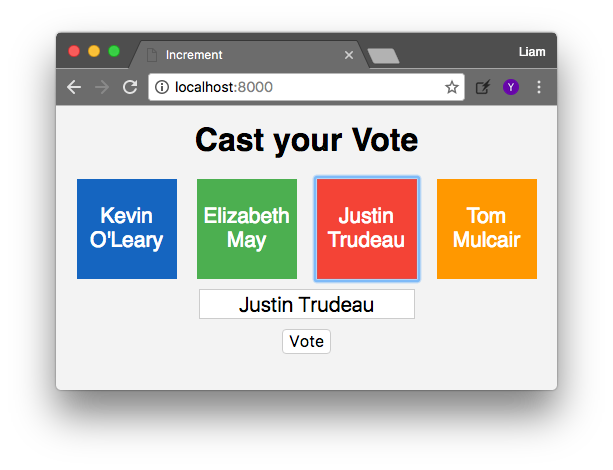 Increment
Liam
localhost:8000
Y
Cast your Vote
Kevin
O'Leary
Elizabeth
May
Justin
Trudeau
Tom
Mulcair
Justin Trudeau
Vote